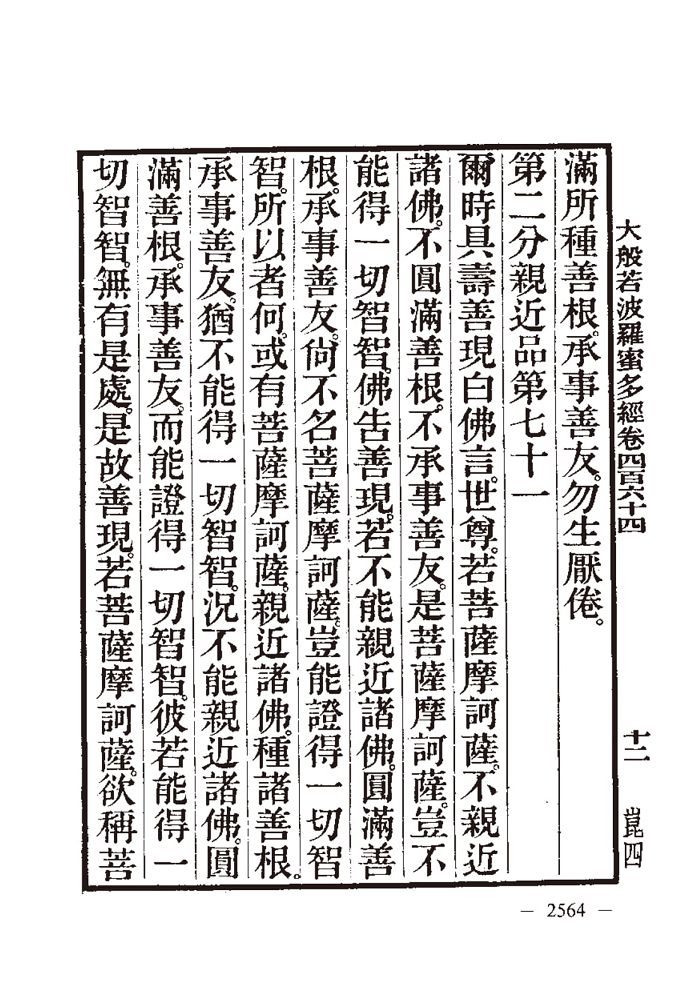 大般若波羅蜜多經卷四百六十四
十二
崑四
滿所種善根。承事善友。勿生厭倦。
第二分親近品第七十一
爾時具壽善現白佛言。世尊。若菩薩摩訶薩。不親近
諸佛。不圓滿善根。不承事善友。是菩薩摩訶薩。豈不
能得一切智智。佛告善現。若不能親近諸佛。圓滿善
根。承事善友。尙不名菩薩摩訶薩。豈能證得一切智
智。所以者何。或有菩薩摩訶薩。親近諸佛。種諸善根。
承事善友。猶不能得一切智智。況不能親近諸佛。圓
滿善根。承事善友。而能證得一切智智。彼若能得一
切智智。無有是處。是故善現。若菩薩摩訶薩。欲稱菩
— 2564 —